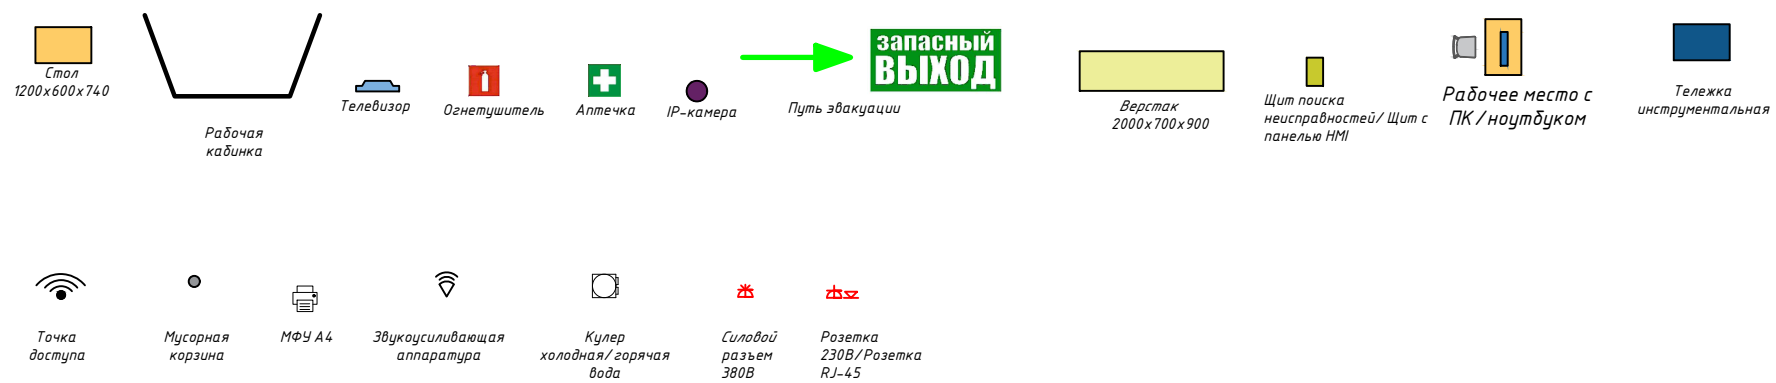 Стол
1200х600х740
Рабочая
кабинка
Телевизор
Огнетушитель
Аптечка
IP-камера
Путь эвакуации
запасный
ВЫХОД
Верстак
2000х700х900
Щит поиска
неисправностей/ Щит с
панелью HMI
Рабочее место с
ПК/ноутбуком
Тележка
инструментальная
Точка
доступа
Мусорная
корзина
МФУ А4
Звукоусиливающая
аппаратура
Кулер
холодная/горячая
вода
Силовой
разъем
380В
Розетка
230В/Розетка
RJ-45